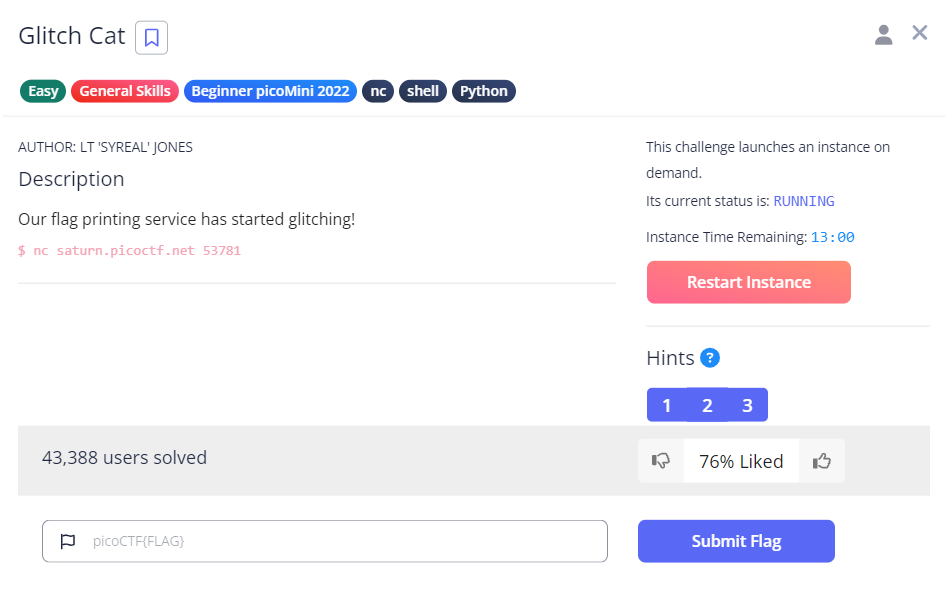 Glitch Cat
Easy General Skills Beginner picoMini 2022 nc shell Python
AUTHOR: LT 'SYREAL' JONES
Description
Our flag printing service has started glitching!
$ nc saturn.picoctf.net 53781
This challenge launches an instance on
demand.
Its current status is: RUNNING
Instance Time Remaining: 13:00
Restart Instance
Hints ?
1 2 3
43,388 users solved
76% Liked
picoCTF{FLAG}
Submit Flag